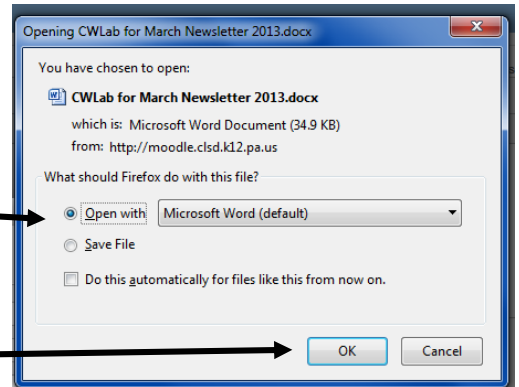 Opening CWLab for March Newsletter 2013.docx
You have chosen to open:
CWLab for March Newsletter 2013.docx
which is: Microsoft Word Document (34.9 KB)
from: http://moodle.clsd.k12.pa.us
What should Firefox do with this file?
Open with Microsoft Word (default)
Save File
Do this automatically for files like this from now on.
OK Cancel